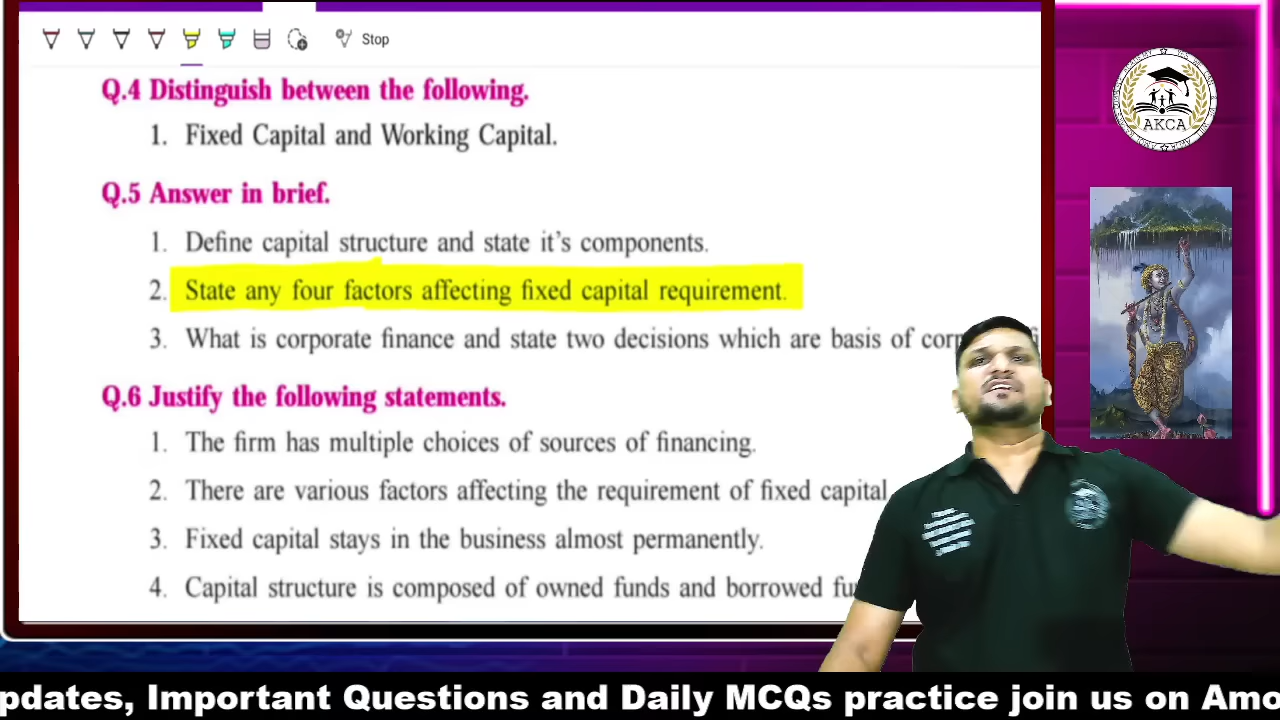 Stop
Q.4 Distinguish between the following.
1. Fixed Capital and Working Capital.
Q.5 Answer in brief.
1. Define capital structure and state it's components.
2. State any four factors affecting fixed capital requirement.
3. What is corporate finance and state two decisions which are basis of
Q.6 Justify the following statements.
1. The firm has multiple choices of sources of financing.
2. There are various factors affecting the requirement of fixed capital
3. Fixed capital stays in the business almost permanently.
4. Capital structure is composed of owned funds and borrowed
AKCA
Important Questions and Daily MCQs practice join us on